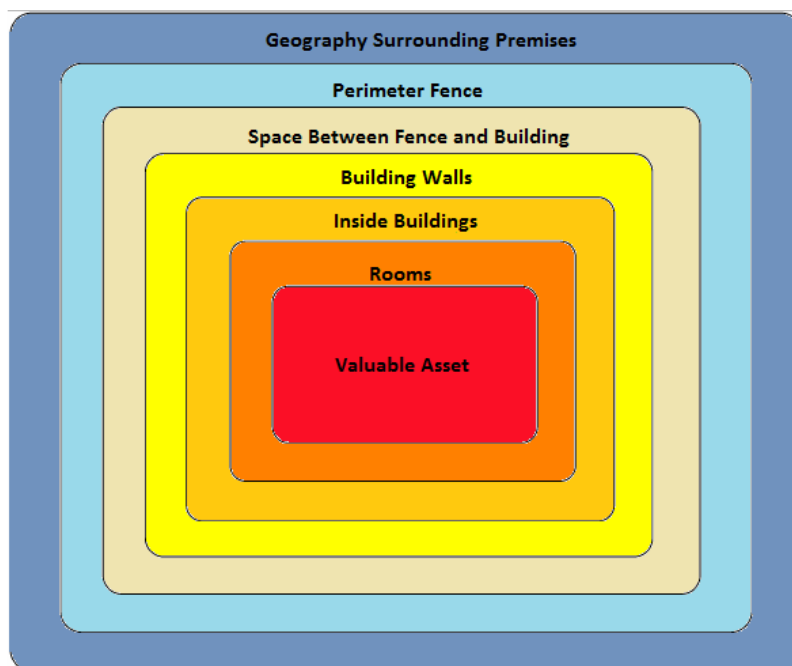 Geography Surrounding Premises
Perimeter Fence
Space Between Fence and Building
Building Walls
Inside Buildings
Rooms
Valuable Asset